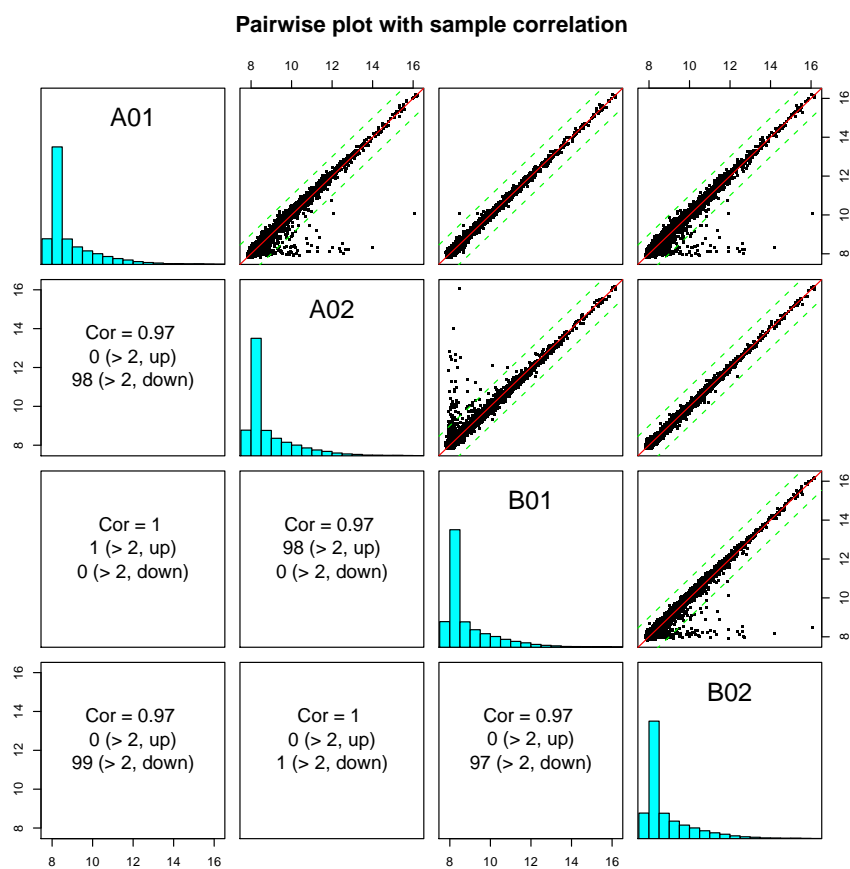 Pairwise plot with sample correlation
8 10 12 14 16
8 10 12 14 16
A01
8 10 12 14 16
8 10 12 14 16
Cor = 0.97
0 (> 2, up)
98 (> 2, down)
A02
Cor = 1
1 (> 2, up)
0 (> 2, down)
Cor = 0.97
98 (> 2, up)
0 (> 2, down)
B01
8 10 12 14 16
8 10 12 14 16
Cor = 0.97
0 (> 2, up)
99 (> 2, down)
Cor = 1
0 (> 2, up)
1 (> 2, down)
Cor = 0.97
0 (> 2, up)
97 (> 2, down)
B02
8 10 12 14 16
8 10 12 14 16